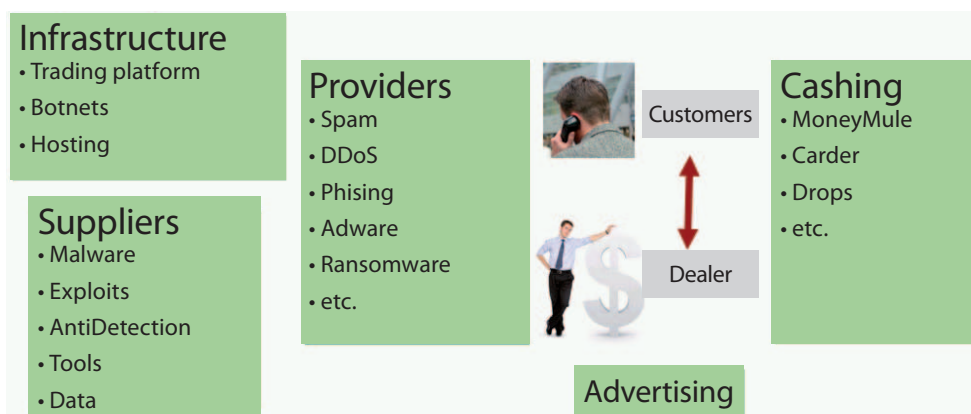 Infrastructure
• Trading platform
• Botnets
• Hosting
Suppliers
• Malware
• Exploits
• AntiDetection
• Tools
• Data
Providers
• Spam
• DDoS
• Phising
• Adware
• Ransomware
• etc.
Customers
Dealer
Advertising
Cashing
• MoneyMule
• Carder
• Drops
• etc.